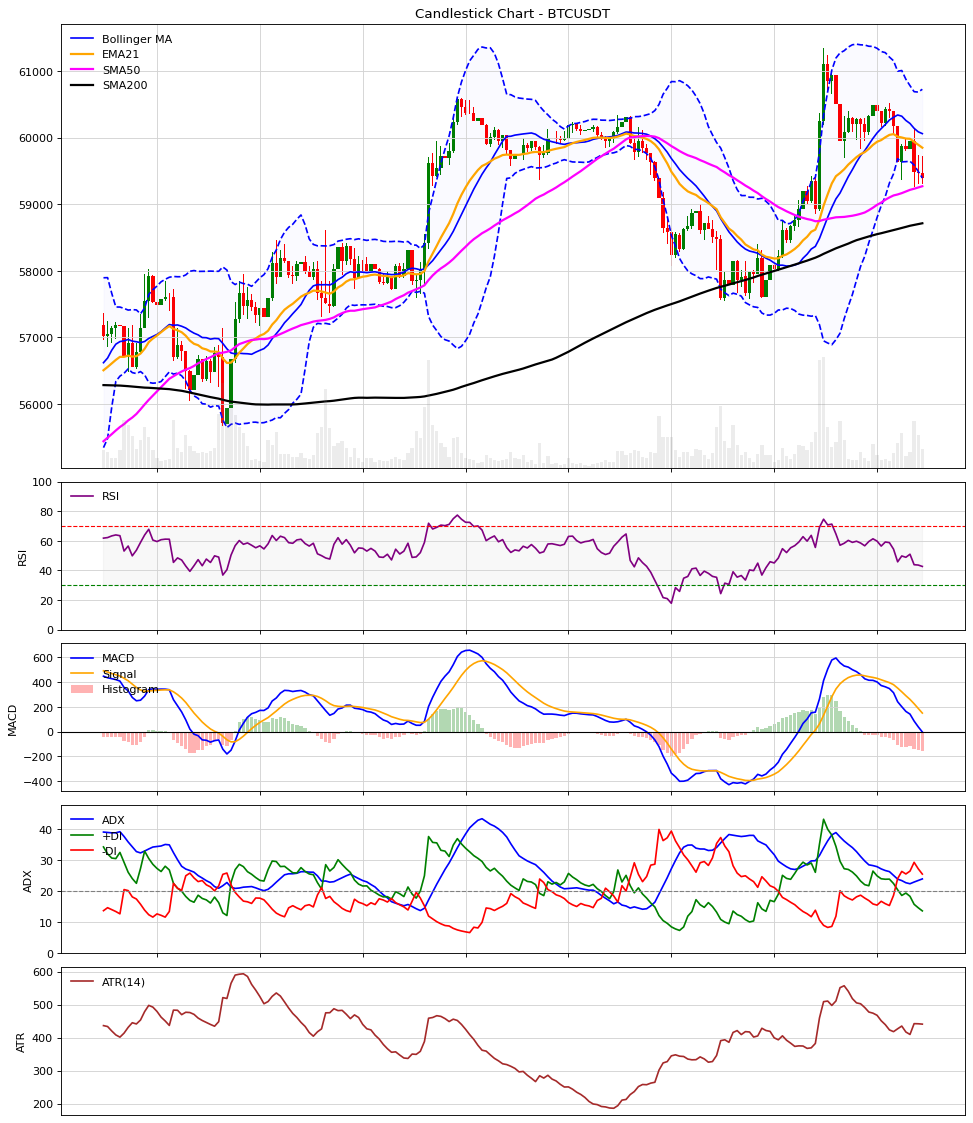 Candlestick Chart - BTCUSDT
Bollinger MA
EMA21
SMA50
SMA200
61000
60000
59000
58000
57000
56000
RSI
RSI
100
80
60
40
20
0
MACD
Signal
Histogram
MACD
600
400
200
0
−200
−400
ADX
+DI
-DI
ADX
40
30
20
10
0
ATR(14)
ATR
600
500
400
300
200